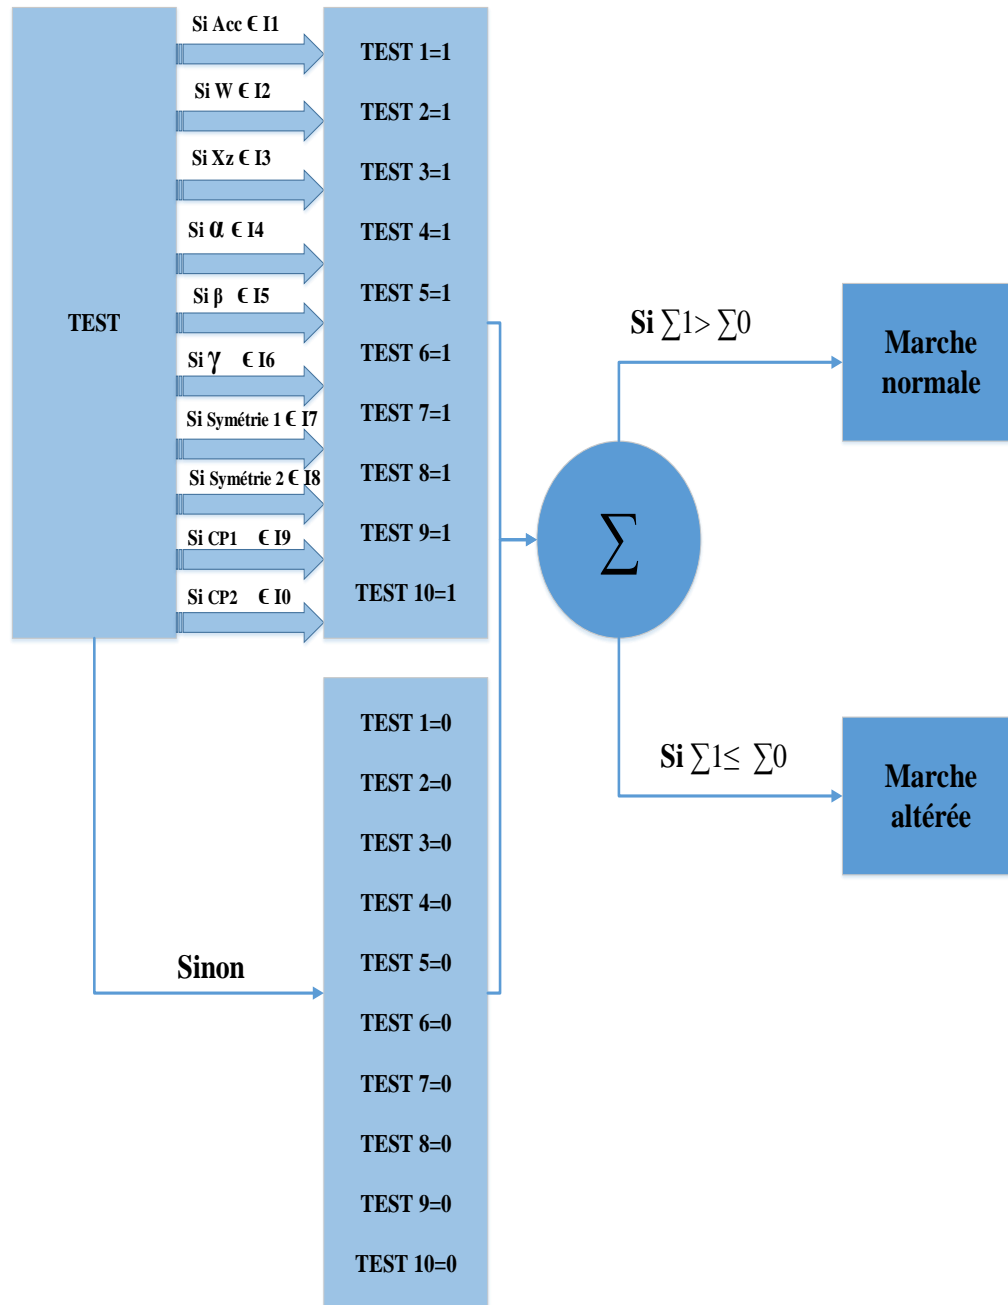 Si Acc € I1
Si W € I2
Si Xz € I3
Si α € I4
Si β € I5
Si γ € I6
Si Symétrie 1 € I7
Si Symétrie 2 € I8
Si CP1 € I9
Si CP2 € I0
TEST
TEST 1=1
TEST 2=1
TEST 3=1
TEST 4=1
TEST 5=1
TEST 6=1
TEST 7=1
TEST 8=1
TEST 9=1
TEST 10=1
Sinon
TEST 1=0
TEST 2=0
TEST 3=0
TEST 4=0
TEST 5=0
TEST 6=0
TEST 7=0
TEST 8=0
TEST 9=0
TEST 10=0
∑
Si ∑1> ∑0
Marche
normale
Si ∑1≤ ∑0
Marche
altérée